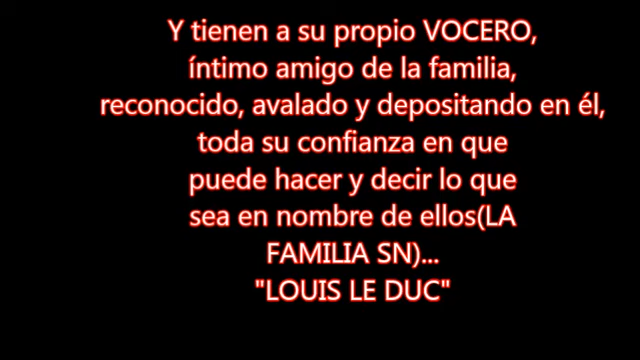 Y tienen a su propio VOCERO,
íntimo amigo de la familia,
reconocido, avalado y depositando en él,
toda su confianza en que
puede hacer y decir lo que
sea en nombre de ellos(LA
FAMILIA SN)...
"LOUIS LE DUC"